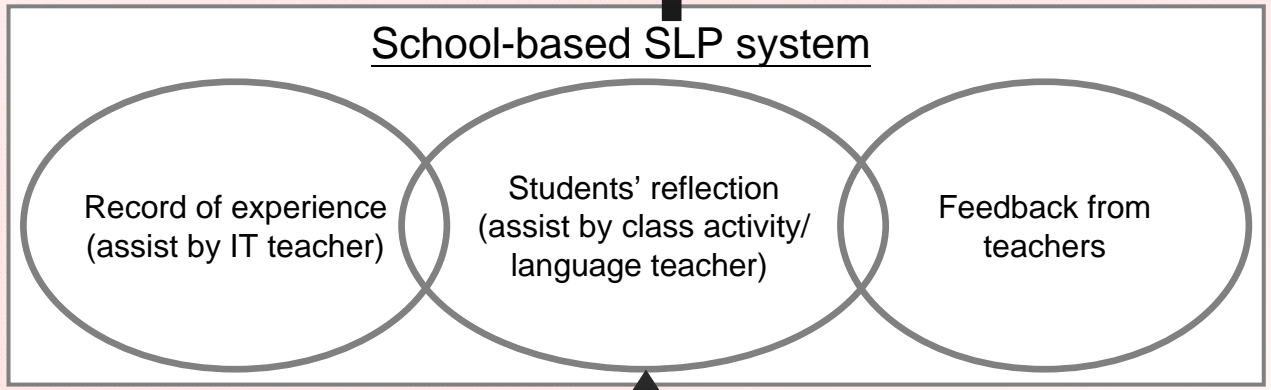 School-based SLP system
Record of experience
(assist by IT teacher)
Students’ reflection
(assist by class activity/
language teacher)
Feedback from
teachers